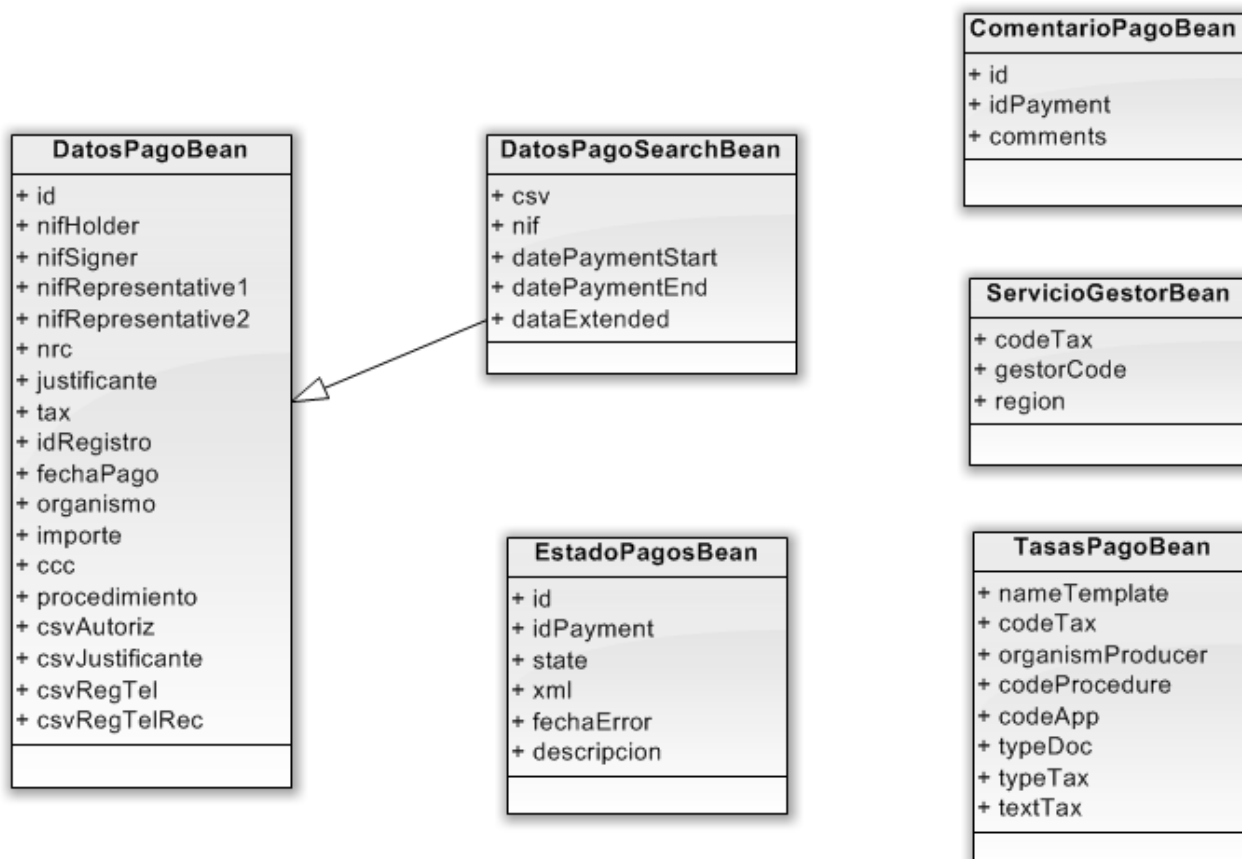 DatosPagoBean
+ id
+ nifHolder
+ nifSigner
+ nifRepresentative1
+ nifRepresentative2
+ nrc
+ justificante
+ tax
+ idRegistro
+ fechaPago
+ organismo
+ importe
+ ccc
+ procedimiento
+ csvAutoriz
+ csvJustificante
+ csvRegTel
+ csvRegTelRec
DatosPagoSearchBean
+ csv
+ nif
+ datePaymentStart
+ datePaymentEnd
+ dataExtended
EstadoPagosBean
+ id
+ idPayment
+ state
+ xml
+ fechaError
+ descripcion
ComentarioPagoBean
+ id
+ idPayment
+ comments
ServicioGestorBean
+ codeTax
+ gestorCode
+ region
TasasPagoBean
+ nameTemplate
+ codeTax
+ organismProducer
+ codeProcedure
+ codeApp
+ typeDoc
+ typeTax
+ textTax